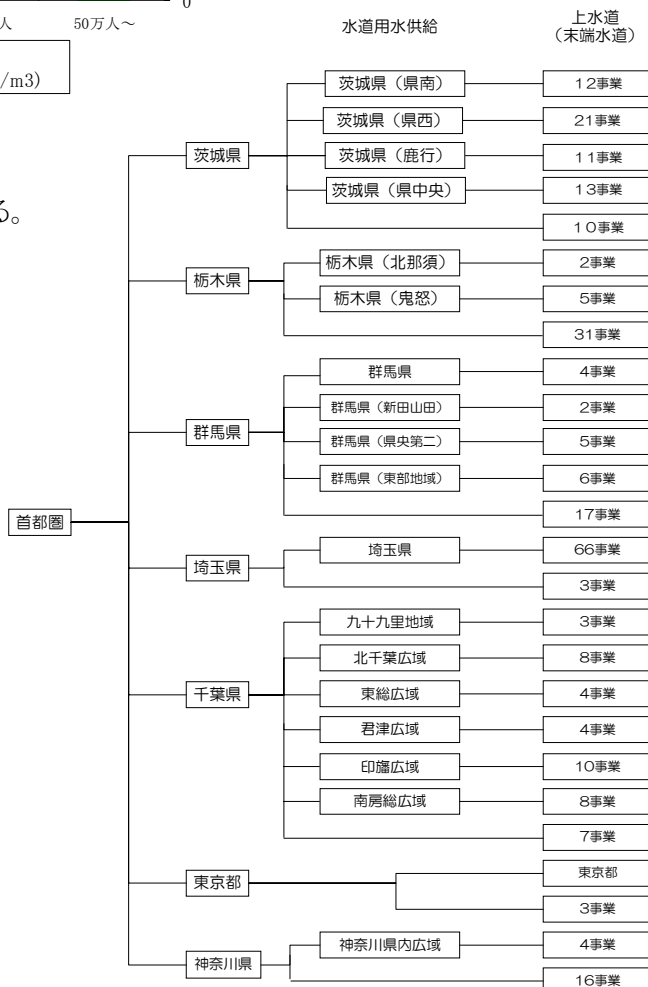 人
50万人～
0
/m3)
る。
水道用水供給
上水道
（末端水道）
首都圏
茨城県
茨城県（県南）
12事業
茨城県（県西）
21事業
茨城県（鹿行）
11事業
茨城県（県中央）
13事業
10事業
栃木県
栃木県（北那須）
2事業
栃木県（鬼怒）
5事業
31事業
群馬県
群馬県
4事業
群馬県（新田山田）
2事業
群馬県（県央第二）
5事業
群馬県（東部地域）
6事業
17事業
埼玉県
埼玉県
66事業
3事業
千葉県
九十九里地域
3事業
北千葉広域
8事業
東総広域
4事業
君津広域
4事業
印旛広域
10事業
南房総広域
8事業
7事業
東京都
東京都
3事業
神奈川県
神奈川県内広域
4事業
16事業